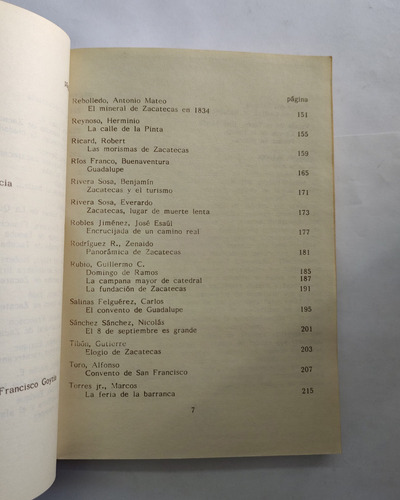 cia
Francisco Goyti
página
Rebolledo, Antonio Mateo
El mineral de Zacatecas en 1834 151
Reynoso, Herminio
La calle de la Pinta 155
Ricard, Robert
Las morismas de Zacatecas 159
Ríos Franco, Buenaventura
Guadalupe 165
Rivera Sosa, Benjamín
Zacatecas y el turismo 171
Rivera Sosa, Everardo
Zacatecas, lugar de muerte lenta 173
Robles Jiménez, José Esaúl
Encrucijada de un camino real 177
Rodríguez R., Zenaido
Panorámica de Zacatecas 181
Rubio, Guillermo C.
Domingo de Ramos 185
La campana mayor de catedral 187
La fundación de Zacatecas 191
Salinas Felguérez, Carlos
El convento de Guadalupe 195
Sánchez Sánchez, Nicolás
El 8 de septiembre es grande 201
Tibón, Gutierre
Elogio de Zacatecas 203
Turo, Alfonso
Convento de San Francisco 207
Torres jr., Marcos
La feria de la barranca 215
7